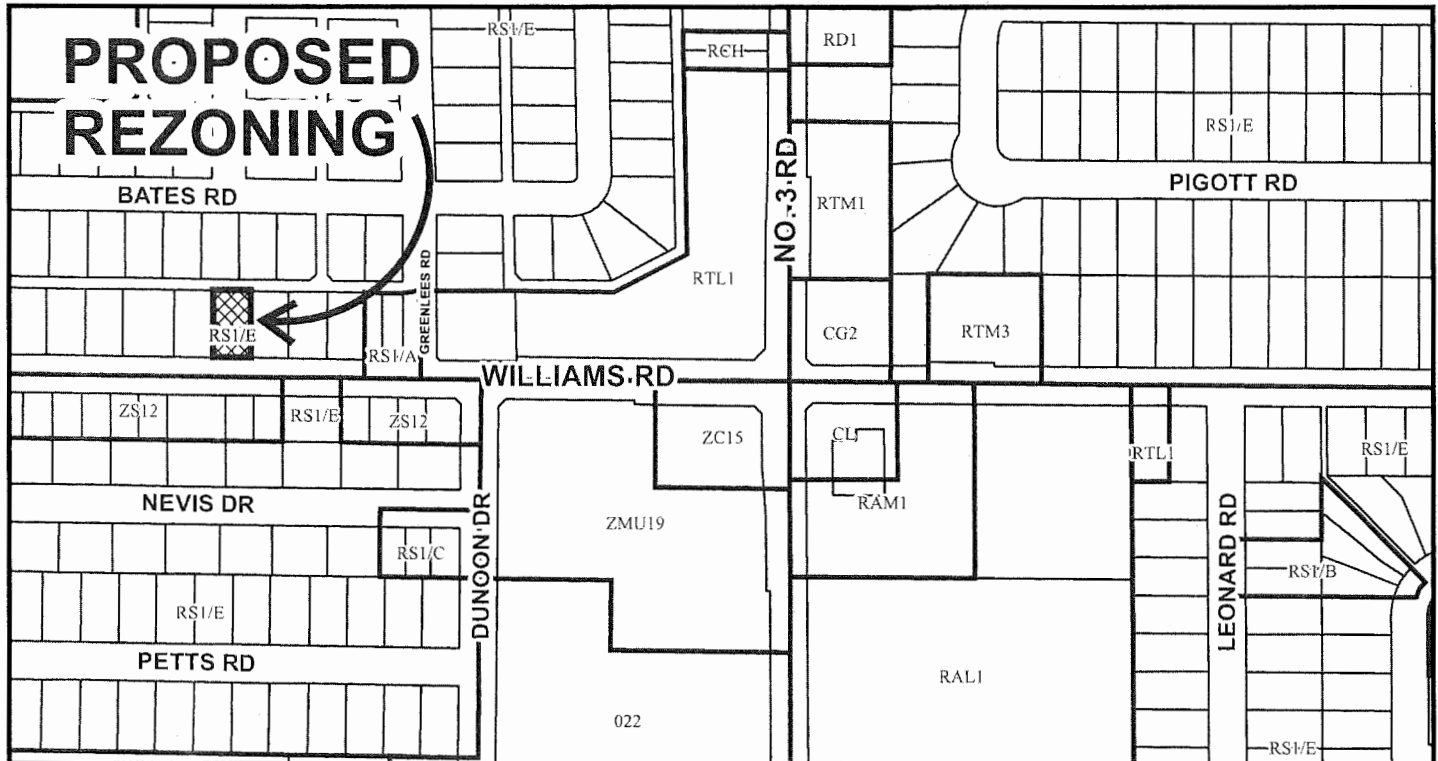 PROPOSED
REZONING
RS1/E
RCH
RD1
RS1/E
BATES RD
NO. 3 RD
RTM1
PIGOTT RD
GREENLEES RD
RTL1
RS1/E
RS1/A
CG2
RTM3
WILLIAMS RD
ZS12
RS1/E
ZS12
ZC15
CL
RTL1
RS1/E
NEVIS DR
DUNOON DR
ZMU19
RAM1
LEONARD RD
RS1/C
RS1/B
RS1/E
PETTS RD
RAL1
022
RS1/E